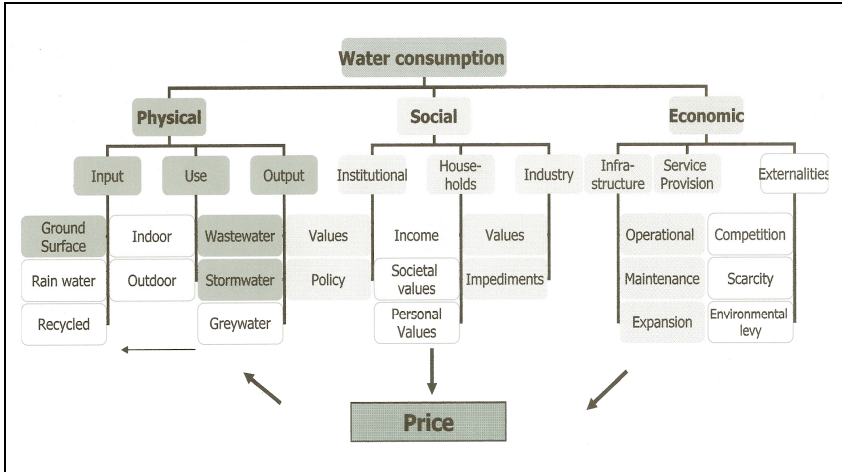 Water consumption
Physical
Social
Economic
Input
Use
Output
Institutional
House-
holds
Industry
Infra-
structure
Service
Provision
Externalities
Ground
Surface
Indoor
Wastewater
Values
Income
Values
Operational
Competition
Rain water
Outdoor
Stormwater
Policy
Societal
values
Impediments
Maintenance
Scarcity
Recycled
Greywater
Personal
Values
Expansion
Environmental
levy
Price